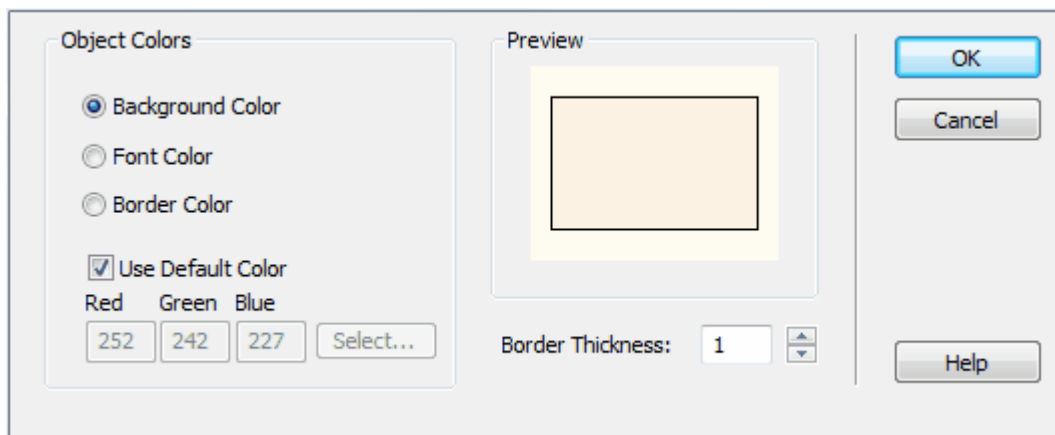 Object Colors
Background Color
Font Color
Border Color
Use Default Color
Red Green Blue
252 242 227 Select...
Preview
Border Thickness: 1
OK
Cancel
Help